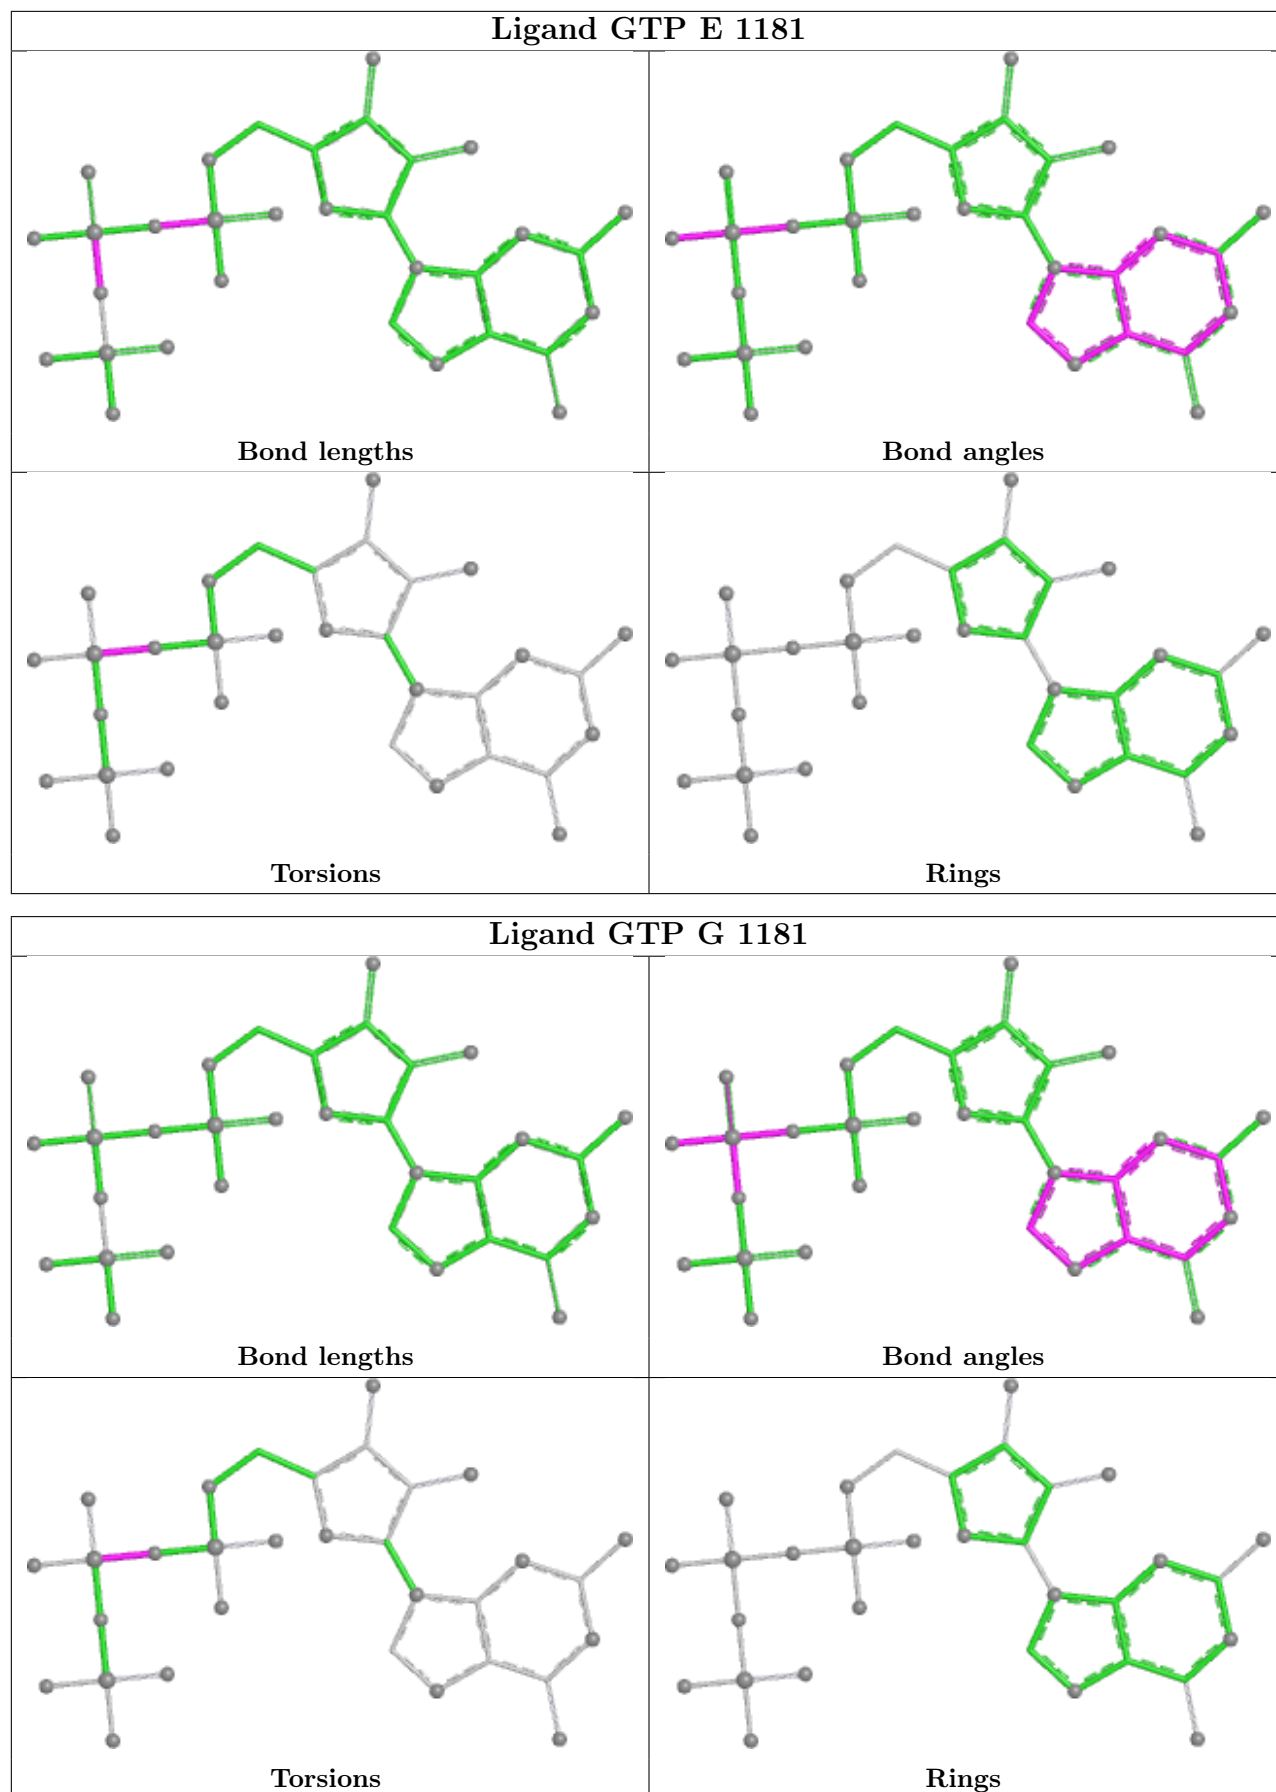 Ligand GTP E 1181
Bond lengths
Bond angles
Torsions
Rings
Ligand GTP G 1181
Bond lengths
Bond angles
Torsions
Rings